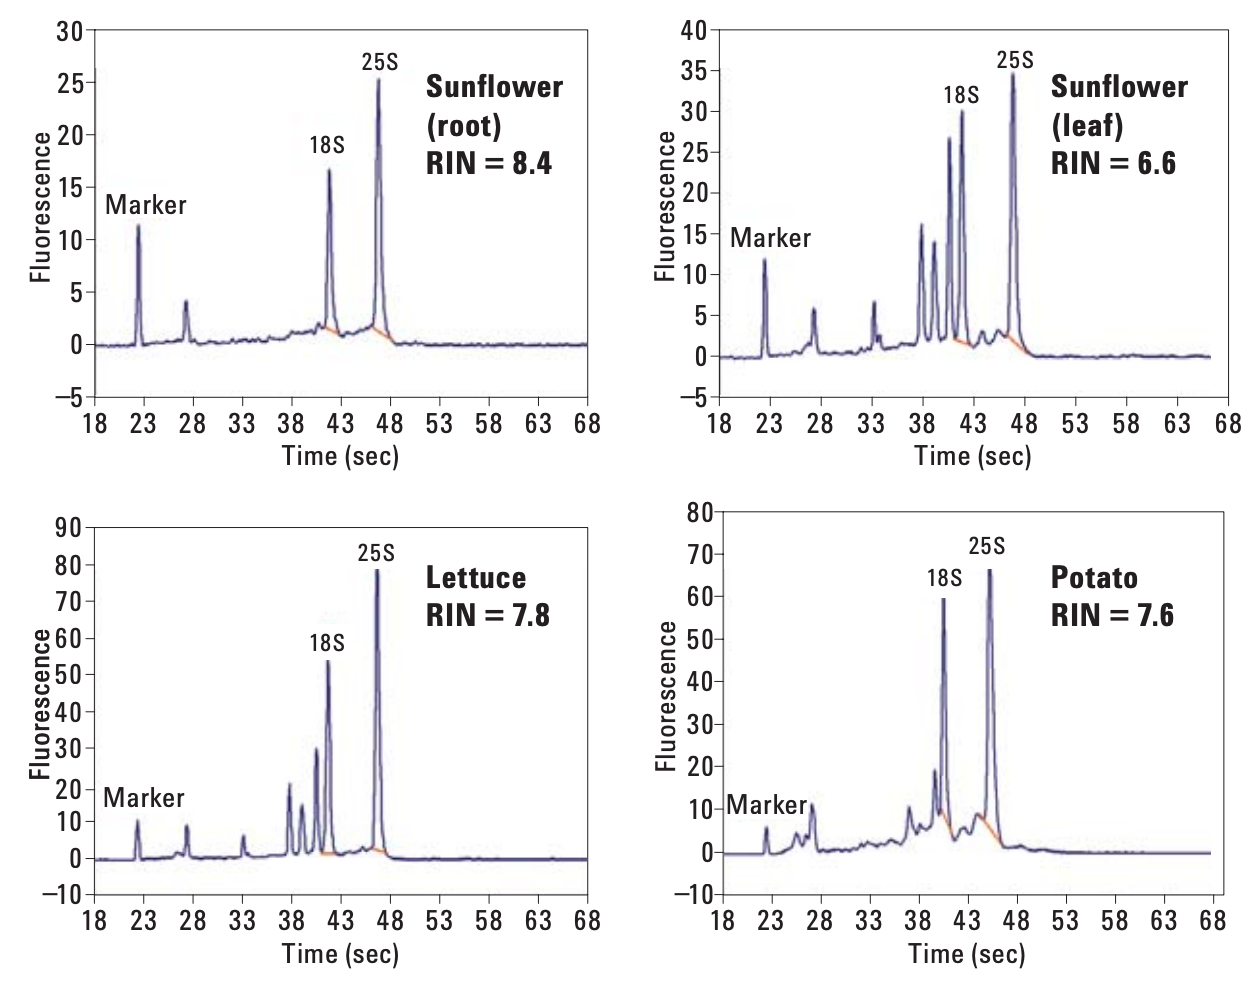 30
25
20
15
10
5
0
−5
Fluorescence
Marker
18S
25S
Sunflower
(root)
RIN = 8.4
18 23 28 33 38 43 48 53 58 63 68
Time (sec)
40
35
30
25
20
15
10
5
0
−5
Fluorescence
Marker
18S
25S
Sunflower
(leaf)
RIN = 6.6
18 23 28 33 38 43 48 53 58 63 68
Time (sec)
90
80
70
60
50
40
30
20
10
0
−10
Fluorescence
Marker
18S
25S
Lettuce
RIN = 7.8
18 23 28 33 38 43 48 53 58 63 68
Time (sec)
80
70
60
50
40
30
20
10
0
−10
Fluorescence
Marker
18S
25S
Potato
RIN = 7.6
18 23 28 33 38 43 48 53 58 63 68
Time (sec)